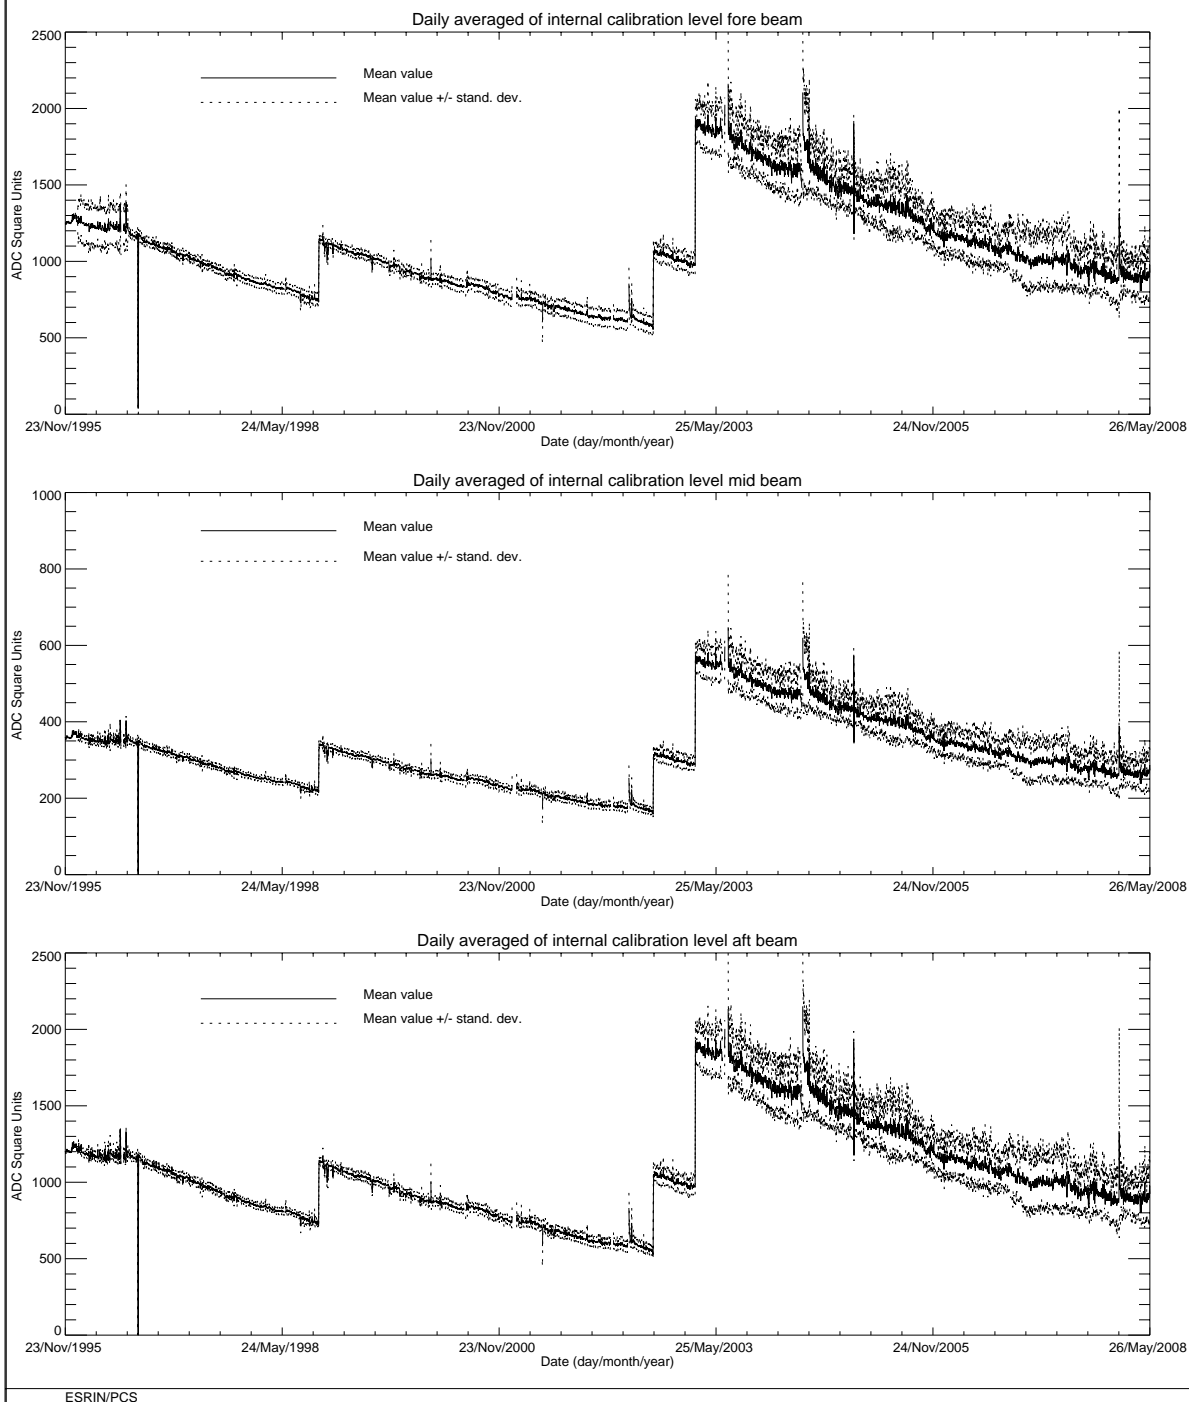 Daily averaged of internal calibration level fore beam
2500
2000
1500
1000
500
0
ADC Square Units
Mean value
Mean value +/- stand. dev.
23/Nov/1995 24/May/1998 23/Nov/2000 25/May/2003 24/Nov/2005 26/May/2008
Date (day/month/year)
Daily averaged of internal calibration level mid beam
1000
800
600
400
200
0
ADC Square Units
Mean value
Mean value +/- stand. dev.
23/Nov/1995 24/May/1998 23/Nov/2000 25/May/2003 24/Nov/2005 26/May/2008
Date (day/month/year)
Daily averaged of internal calibration level aft beam
2500
2000
1500
1000
500
0
ADC Square Units
Mean value
Mean value +/- stand. dev.
23/Nov/1995 24/May/1998 23/Nov/2000 25/May/2003 24/Nov/2005 26/May/2008
Date (day/month/year)
ESRIN/PCS